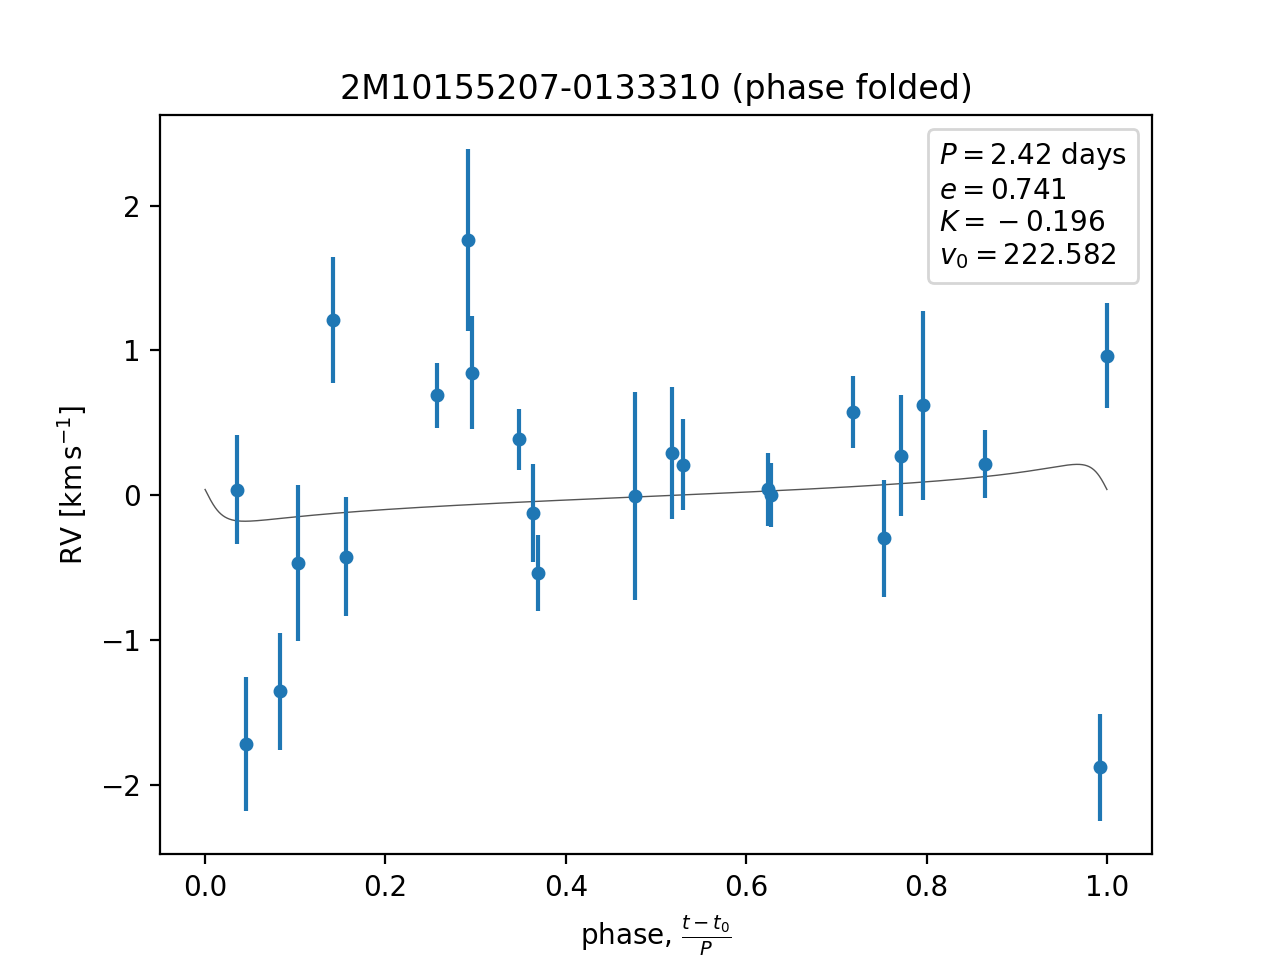 2M10155207-0133310 (phase folded)
P = 2.42 days
e = 0.741
K = −0.196
v₀ = 222.582
RV [km s⁻¹]
2
1
0
−1
−2
0.0 0.2 0.4 0.6 0.8 1.0
phase, (t − t₀)/P